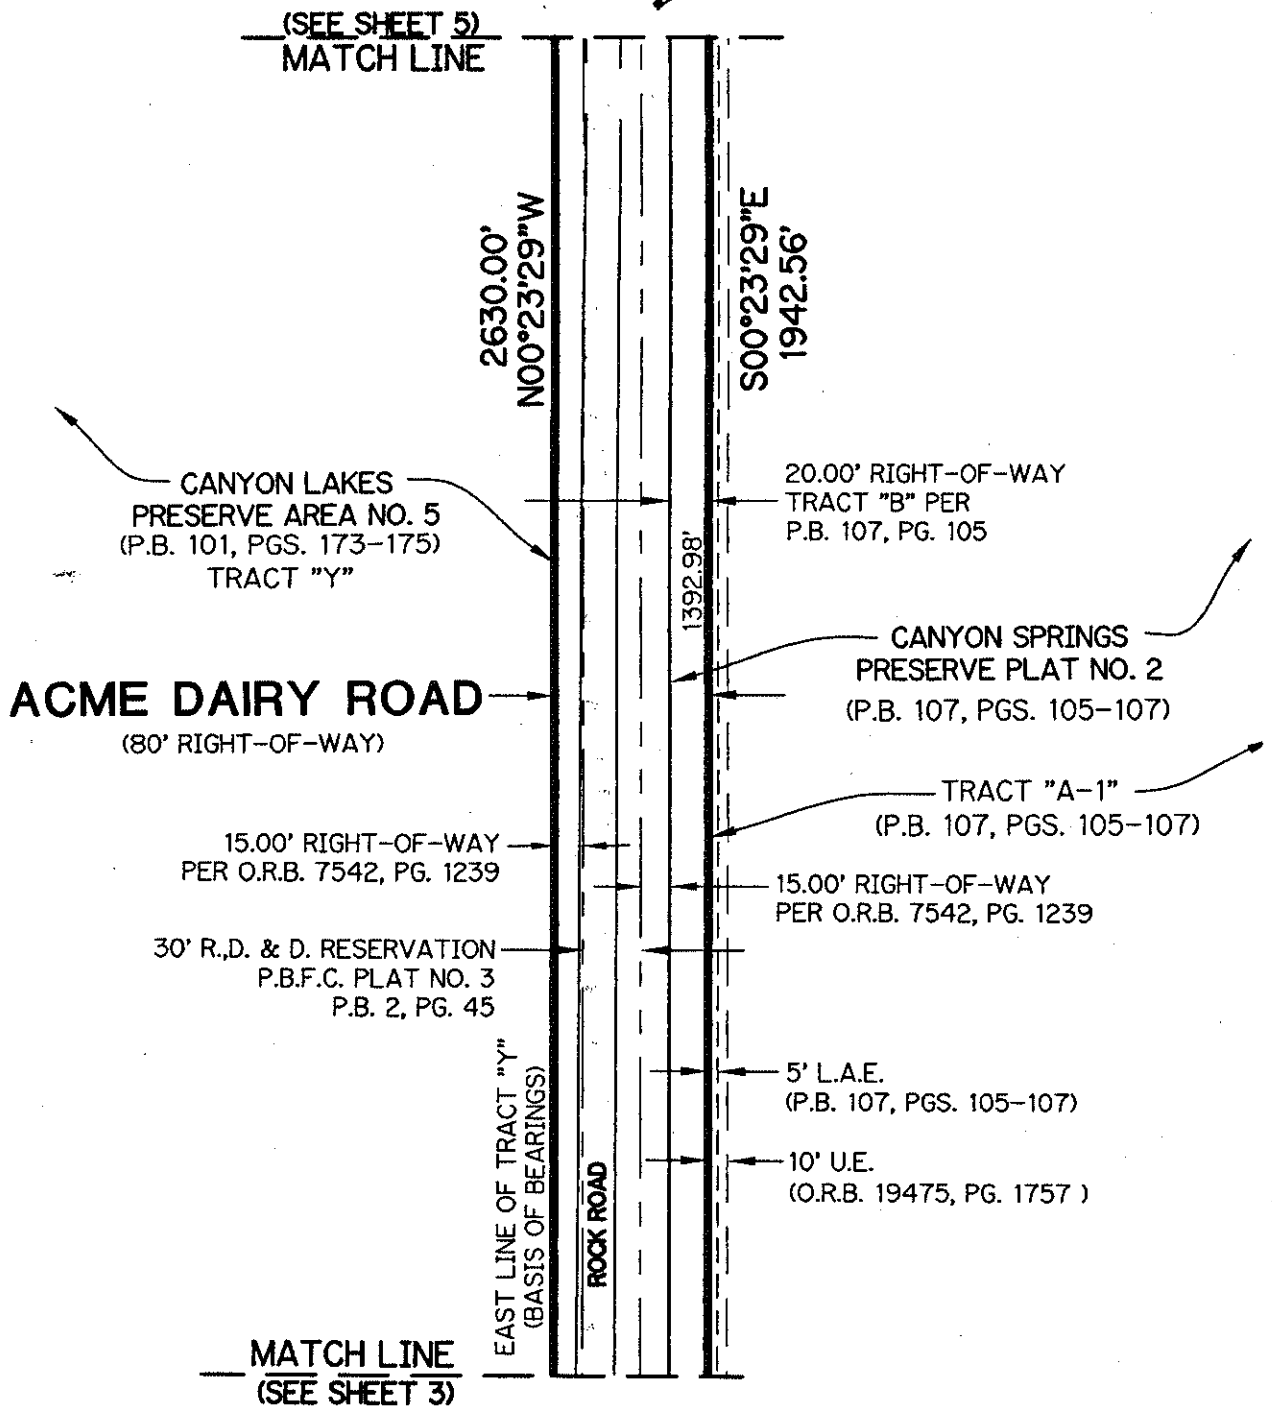 (SEE SHEET 5)
MATCH LINE
2630.00'
N00°23'29"W
S00°23'29"E
1942.56'
CANYON LAKES
PRESERVE AREA NO. 5
(P.B. 101, PGS. 173-175)
TRACT "Y"
20.00' RIGHT-OF-WAY
TRACT "B" PER
P.B. 107, PG. 105
1392.98'
CANYON SPRINGS
PRESERVE PLAT NO. 2
(P.B. 107, PGS. 105-107)
ACME DAIRY ROAD
(80' RIGHT-OF-WAY)
TRACT "A-1"
(P.B. 107, PGS. 105-107)
15.00' RIGHT-OF-WAY
PER O.R.B. 7542, PG. 1239
15.00' RIGHT-OF-WAY
PER O.R.B. 7542, PG. 1239
30' R.,D. & D. RESERVATION
P.B.F.C. PLAT NO. 3
P.B. 2, PG. 45
EAST LINE OF TRACT "Y"
(BASIS OF BEARINGS)
ROCK ROAD
5' L.A.E.
(P.B. 107, PGS. 105-107)
10' U.E.
(O.R.B. 19475, PG. 1757 )
MATCH LINE
(SEE SHEET 3)